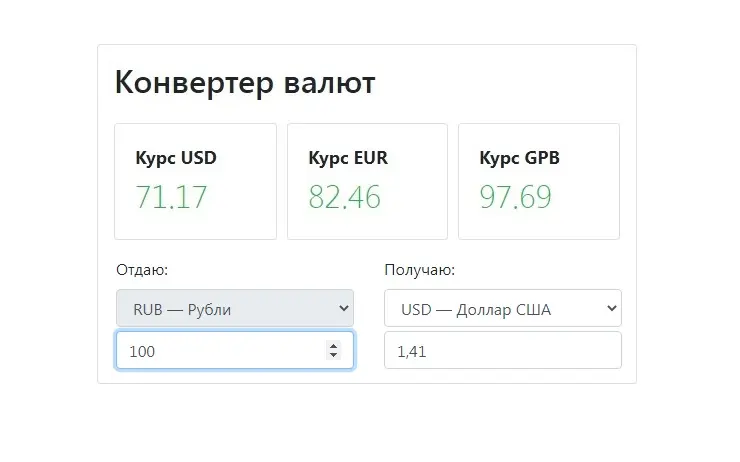 Конвертер валют
Курс USD
71.17
Курс EUR
82.46
Курс GPB
97.69
Отдаю:
RUB — Рубли
100
Получаю:
USD — Доллар США
1,41